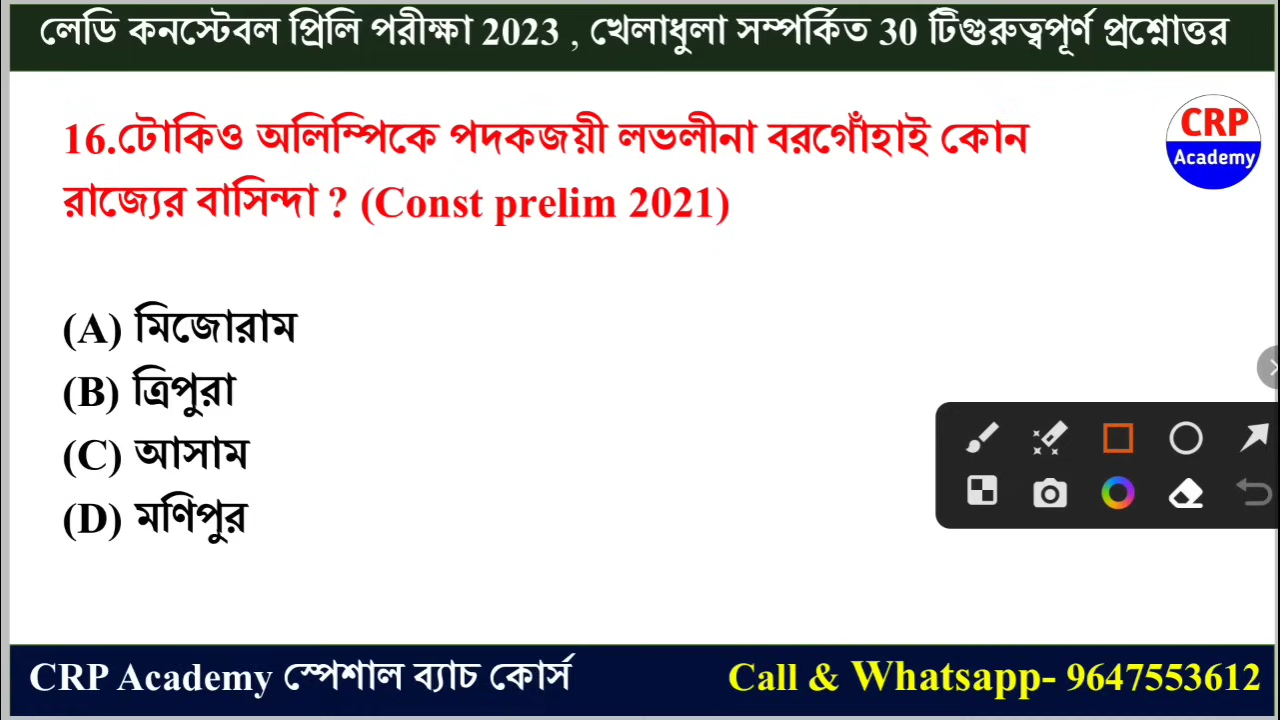 লেডি কনস্টেবল প্রিলি পরীক্ষা 2023 , খেলাধুলা সম্পর্কিত 30 টিগুরুত্বপূর্ণ প্রশ্নোত্তর
16.টোকিও অলিম্পিকে পদকজয়ী লভলীনা বরগোঁহাই কোন
রাজ্যের বাসিন্দা ? (Const prelim 2021)
CRP
Academy
(A) মিজোরাম
(B) ত্রিপুরা
(C) আসাম
(D) মণিপুর
CRP Academy স্পেশাল ব্যাচ কোর্স
Call & Whatsapp- 9647553612